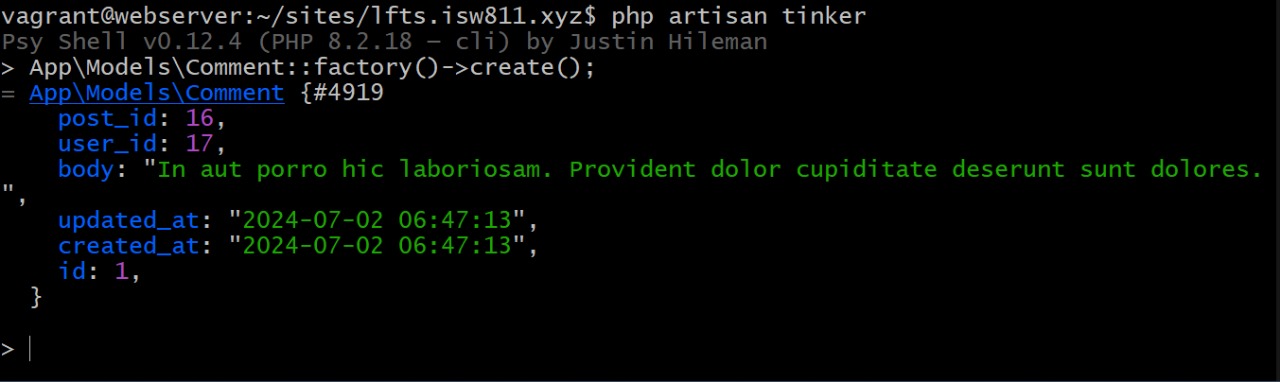 vagrant@webserver:~/sites/lfts.isw811.xyz$ php artisan tinker
Psy Shell v0.12.4 (PHP 8.2.18 — cli) by Justin Hileman
> App\Models\Comment::factory()->create();
= App\Models\Comment {#4919
    post_id: 16,
    user_id: 17,
    body: "In aut porro hic laboriosam. Provident dolor cupiditate deserunt sunt dolores.
",
    updated_at: "2024-07-02 06:47:13",
    created_at: "2024-07-02 06:47:13",
    id: 1,
  }
>